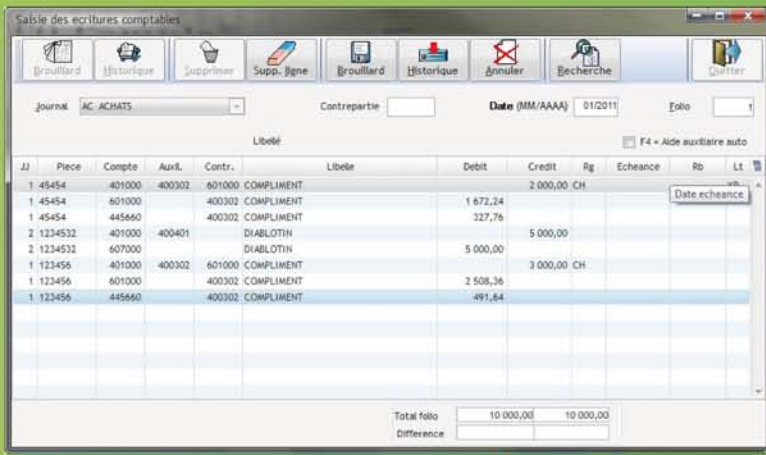 Saisie des ecritures comptables
Brouillard Historique Supprimer Supp. ligne Brouillard Historique Annuler Recherche Quitter
Journal AC ACHATS Contrepartie Date (MM/AAAA) 01/2011 Folio 1
Libellé F4 = Aide auxiliaire auto
JJ Piece Compte Auxil. Contr. Libelle Debit Credit Rg Echeance Rb Lt
1 45454 401000 400302 601000 COMPLIMENT 2 000,00 CH
Date echeance
1 45454 601000 400302 COMPLIMENT 1 672,24
1 45454 445660 400302 COMPLIMENT 327,76
2 1234532 401000 400401 DIABLOTIN 5 000,00
2 1234532 607000 DIABLOTIN 5 000,00
1 123456 401000 400302 601000 COMPLIMENT 3 000,00 CH
1 123456 601000 400302 COMPLIMENT 2 508,36
1 123456 445660 400302 COMPLIMENT 491,64
Total folio 10 000,00 10 000,00
Difference